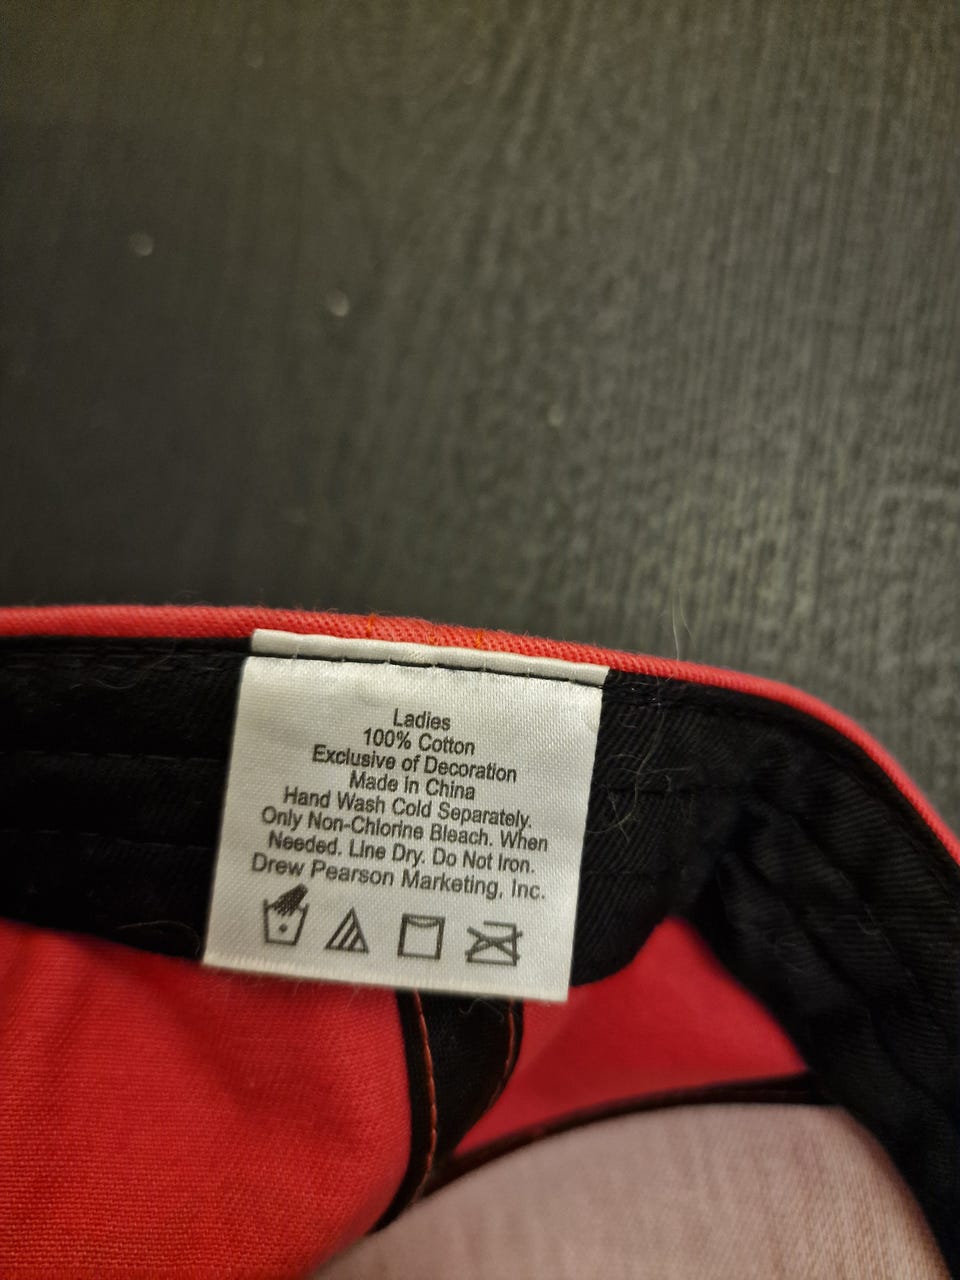 Ladies
100% Cotton
Exclusive of Decoration
Made in China
Hand Wash Cold Separately.
Only Non-Chlorine Bleach. When
Needed. Line Dry. Do Not Iron.
Drew Pearson Marketing, Inc.